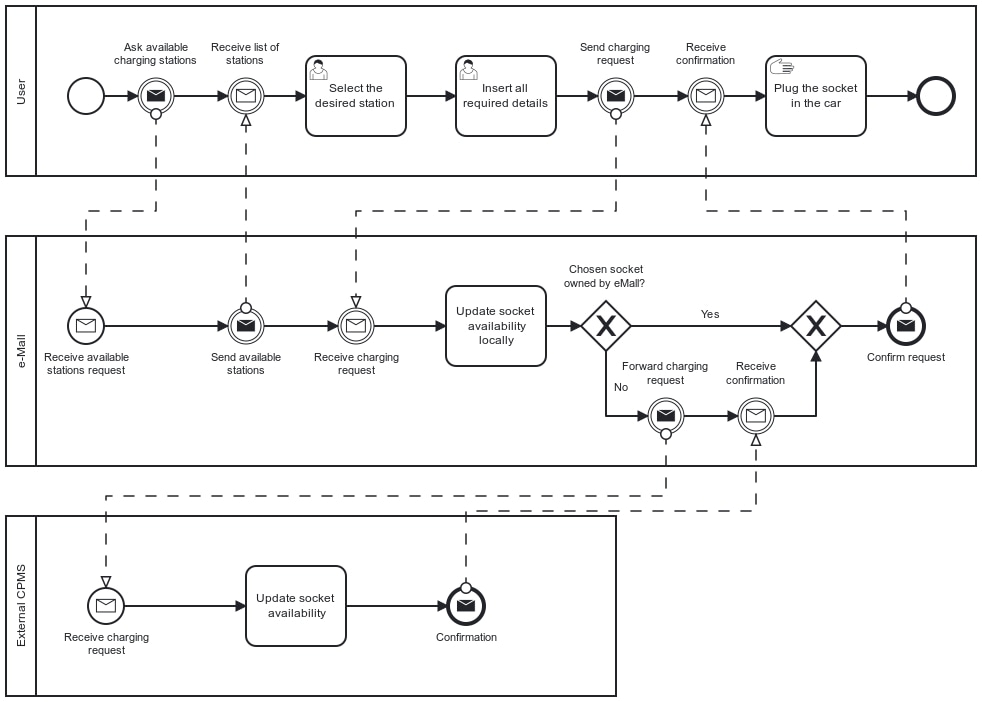 User
Ask available
charging stations
Receive list of
stations
Select the
desired station
Insert all
required details
Send charging
request
Receive
confirmation
Plug the socket
in the car
e-Mall
Receive available
stations request
Send available
stations
Receive charging
request
Update socket
availability
locally
Chosen socket
owned by eMall?
Yes
No
Forward charging
request
Receive
confirmation
Confirm request
External CPMS
Receive charging
request
Update socket
availability
Confirmation